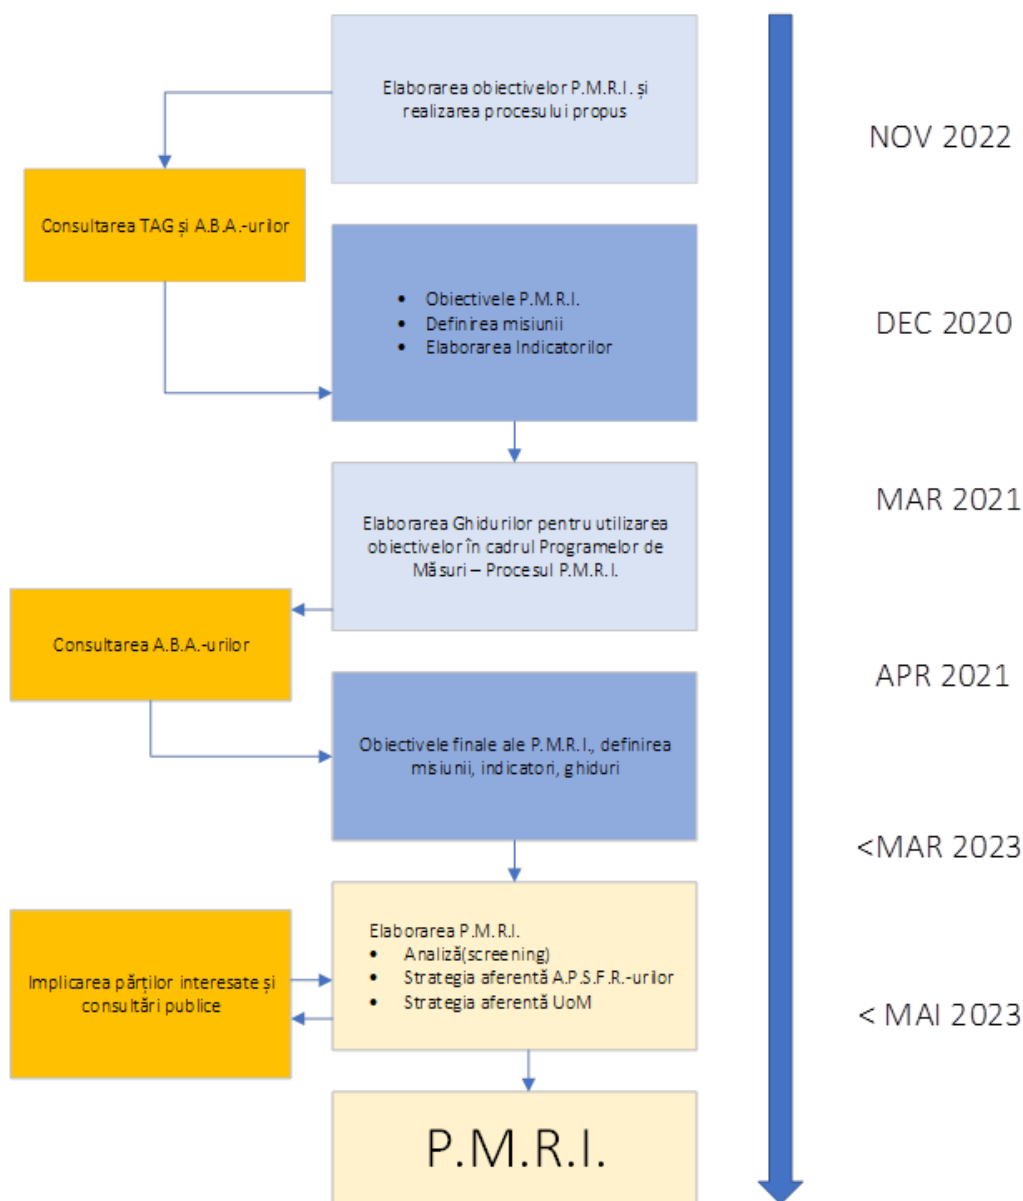 Elaborarea obiectivelor P.M.R.I. și
realizarea procesului propus
NOV 2022
Consultarea TAG și A.B.A.-urilor
• Obiectivele P.M.R.I.
• Definirea misiunii
• Elaborarea Indicatorilor
DEC 2020
MAR 2021
Elaborarea Ghidurilor pentru utilizarea
obiectivelor în cadrul Programelor de
Măsuri – Procesul P.M.R.I.
Consultarea A.B.A.-urilor
APR 2021
Obiectivele finale ale P.M.R.I., definirea
misiunii, indicatori, ghiduri
<MAR 2023
Elaborarea P.M.R.I.
• Analiză(screening)
• Strategia aferentă A.P.S.F.R.-urilor
• Strategia aferentă UoM
Implicarea părților interesate și
consultări publice
< MAI 2023
P.M.R.I.